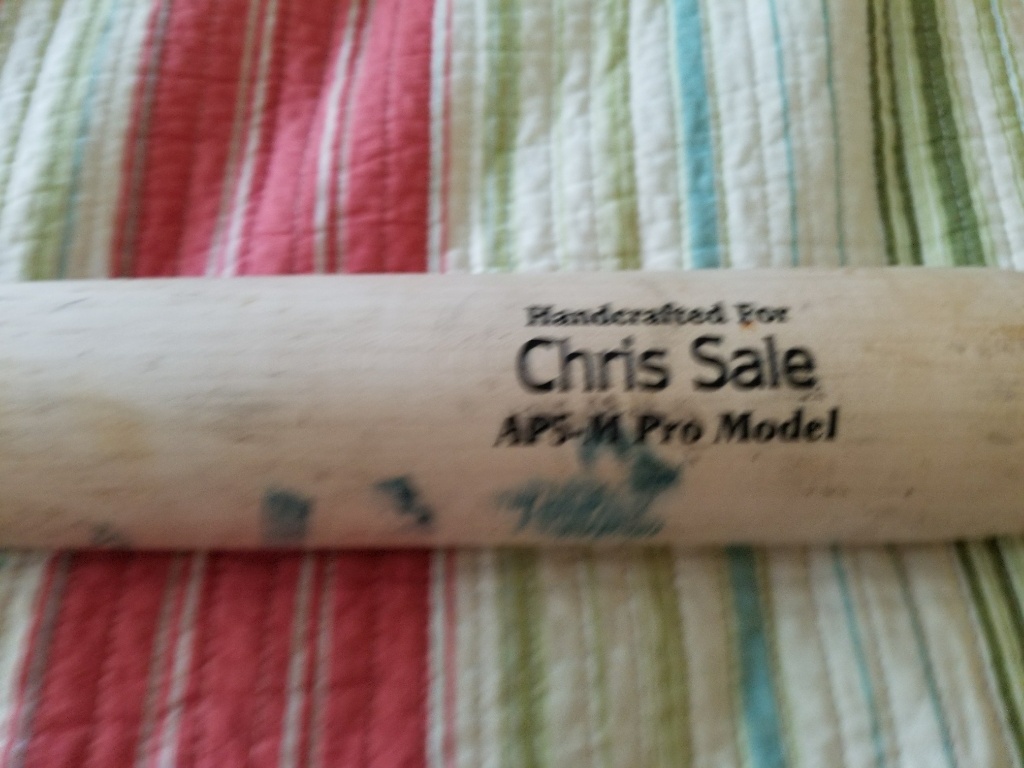 Handcrafted For
Chris Sale
AP5-M Pro Model